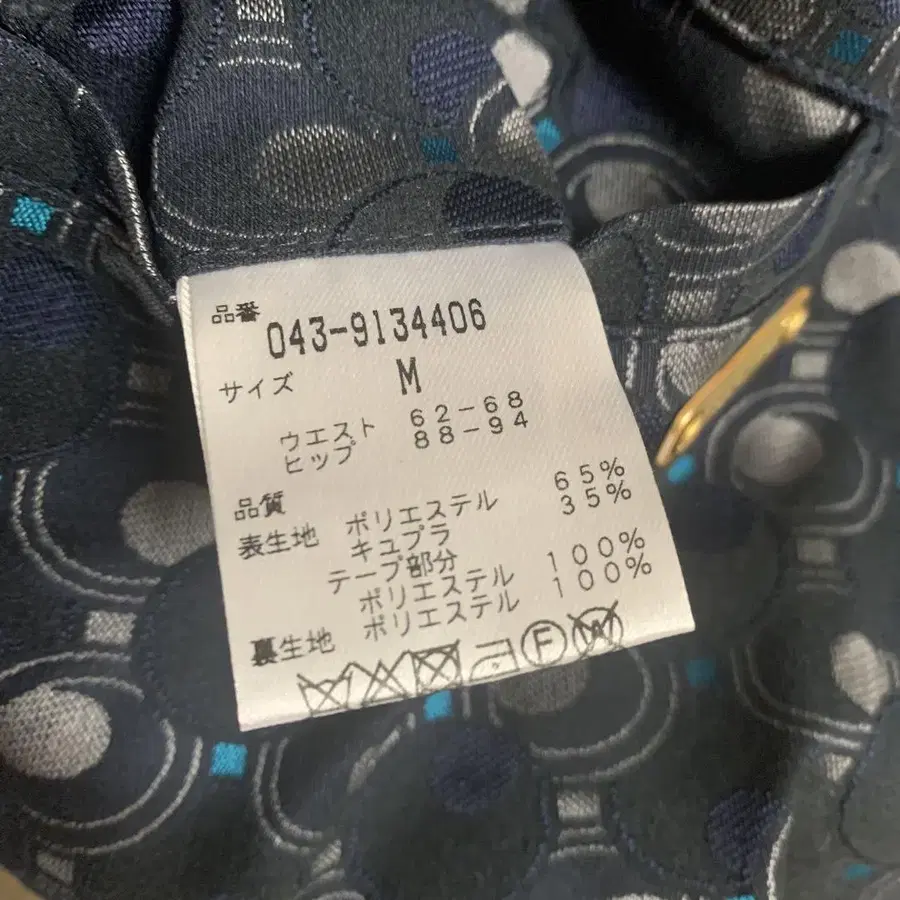 品番 043-9134406
サイズ M
ウエスト 62-68
ヒップ 88-94
品質
表生地 ポリエステル 65%
キュプラ 35%
テープ部分
ポリエステル 100%
裏生地 ポリエステル 100%
F W